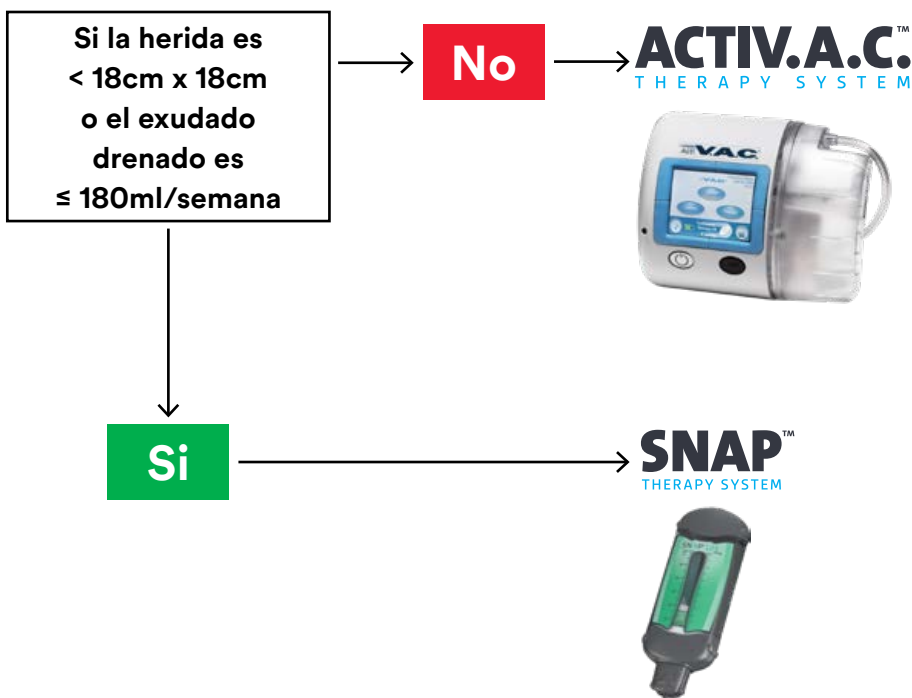 Si la herida es
< 18cm x 18cm
o el exudado
drenado es
≤ 180ml/semana
No
ACTIV.A.C.™
THERAPY SYSTEM
V.A.C.
Si
SNAP™
THERAPY SYSTEM
SNAP